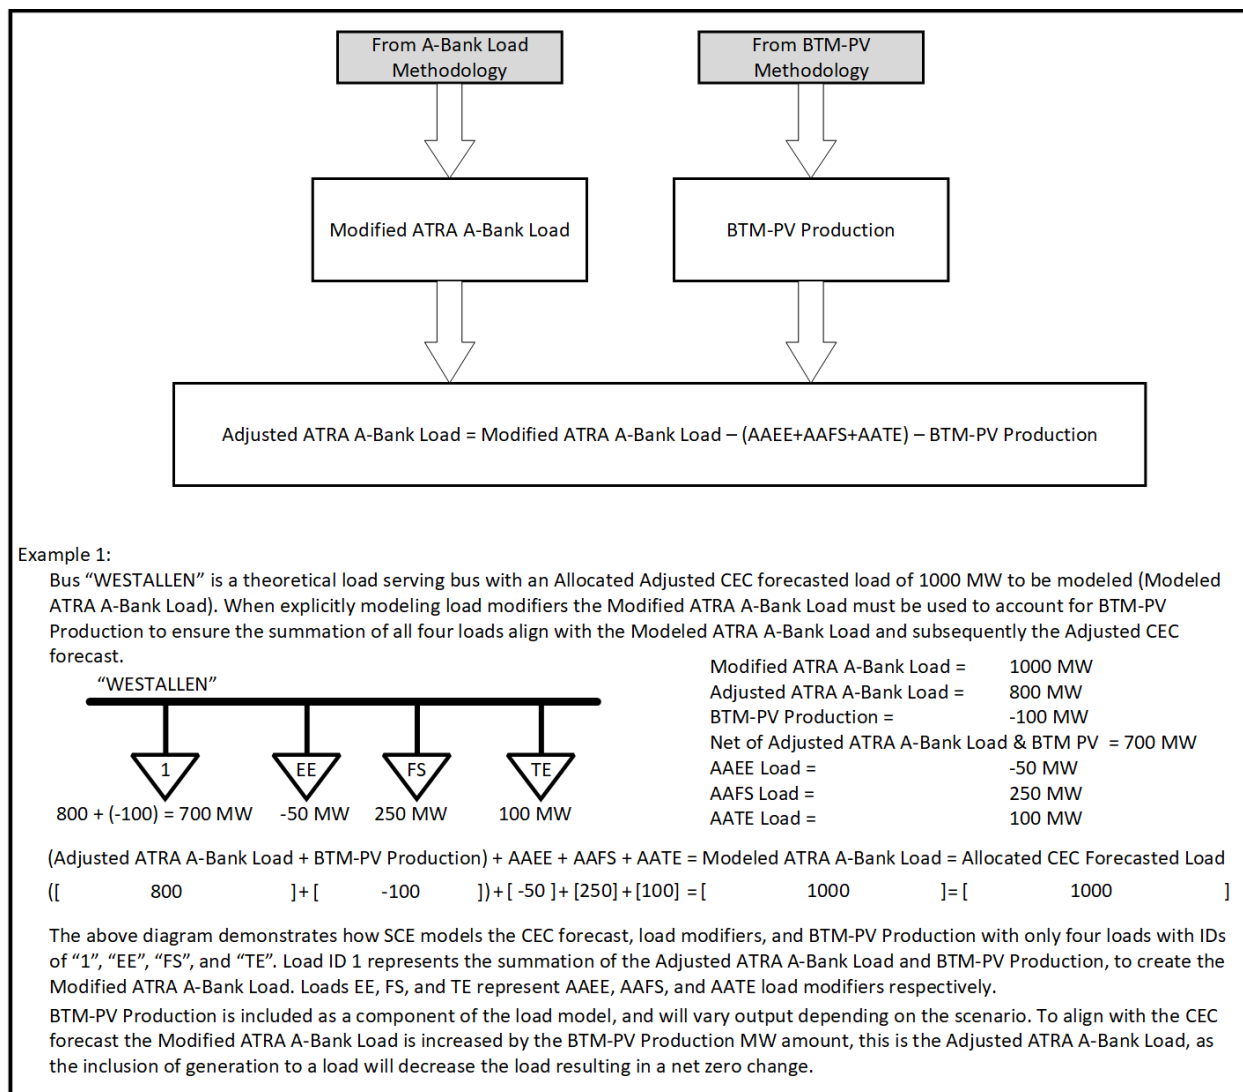 From A-Bank Load
Methodology
From BTM-PV
Methodology
Modified ATRA A-Bank Load
BTM-PV Production
Adjusted ATRA A-Bank Load = Modified ATRA A-Bank Load – (AAEE+AAFS+AATE) – BTM-PV Production
Example 1:
Bus “WESTALLEN” is a theoretical load serving bus with an Allocated Adjusted CEC forecasted load of 1000 MW to be modeled (Modeled
ATRA A-Bank Load). When explicitly modeling load modifiers the Modified ATRA A-Bank Load must be used to account for BTM-PV
Production to ensure the summation of all four loads align with the Modeled ATRA A-Bank Load and subsequently the Adjusted CEC
forecast.
“WESTALLEN”
1
EE
FS
TE
800 + (-100) = 700 MW
-50 MW
250 MW
100 MW
Modified ATRA A-Bank Load = 1000 MW
Adjusted ATRA A-Bank Load = 800 MW
BTM-PV Production = -100 MW
Net of Adjusted ATRA A-Bank Load & BTM PV = 700 MW
AAEE Load = -50 MW
AAFS Load = 250 MW
AATE Load = 100 MW
(Adjusted ATRA A-Bank Load + BTM-PV Production) + AAEE + AAFS + AATE = Modeled ATRA A-Bank Load = Allocated CEC Forecasted Load
([ 800 ]+[ -100 ])+[ -50 ]+[250]+[100] =[ 1000 ]=[ 1000 ]
The above diagram demonstrates how SCE models the CEC forecast, load modifiers, and BTM-PV Production with only four loads with IDs
of “1”, “EE”, “FS”, and “TE”. Load ID 1 represents the summation of the Adjusted ATRA A-Bank Load and BTM-PV Production, to create the
Modified ATRA A-Bank Load. Loads EE, FS, and TE represent AAEE, AAFS, and AATE load modifiers respectively.
BTM-PV Production is included as a component of the load model, and will vary output depending on the scenario. To align with the CEC
forecast the Modified ATRA A-Bank Load is increased by the BTM-PV Production MW amount, this is the Adjusted ATRA A-Bank Load, as
the inclusion of generation to a load will decrease the load resulting in a net zero change.